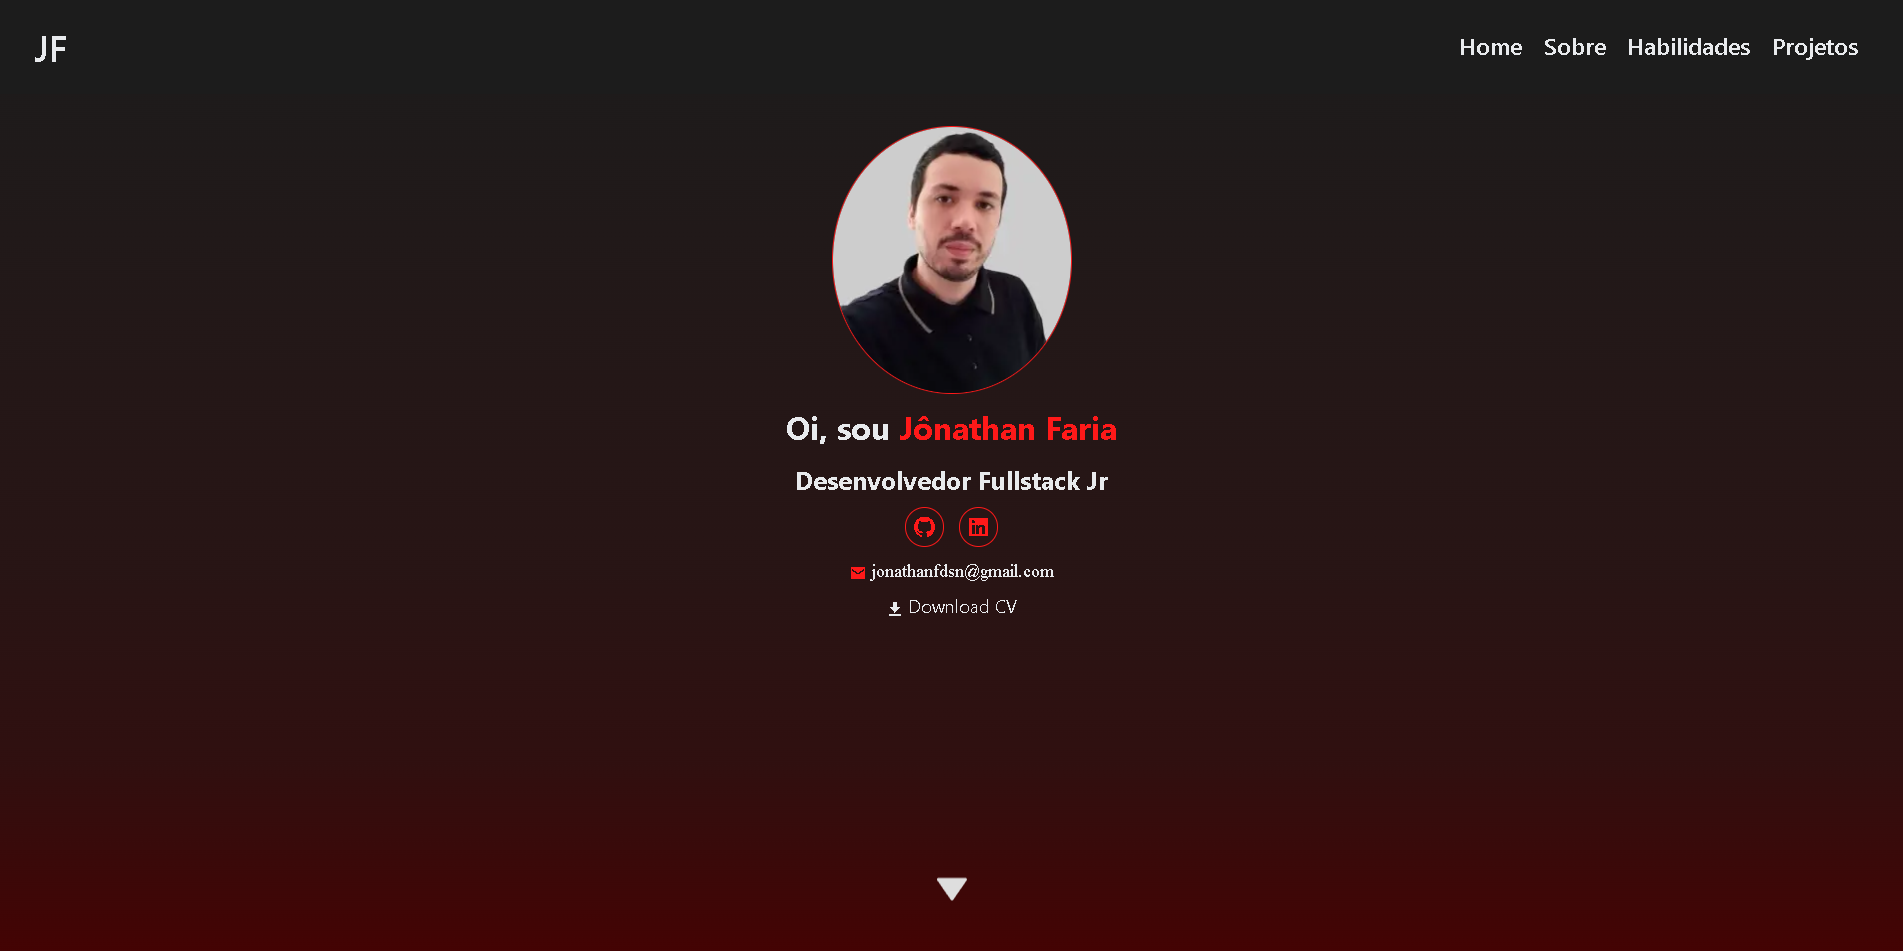 JF
Home Sobre Habilidades Projetos
Oi, sou Jônathan Faria
Desenvolvedor Fullstack Jr
jonathanfdsn@gmail.com
Download CV